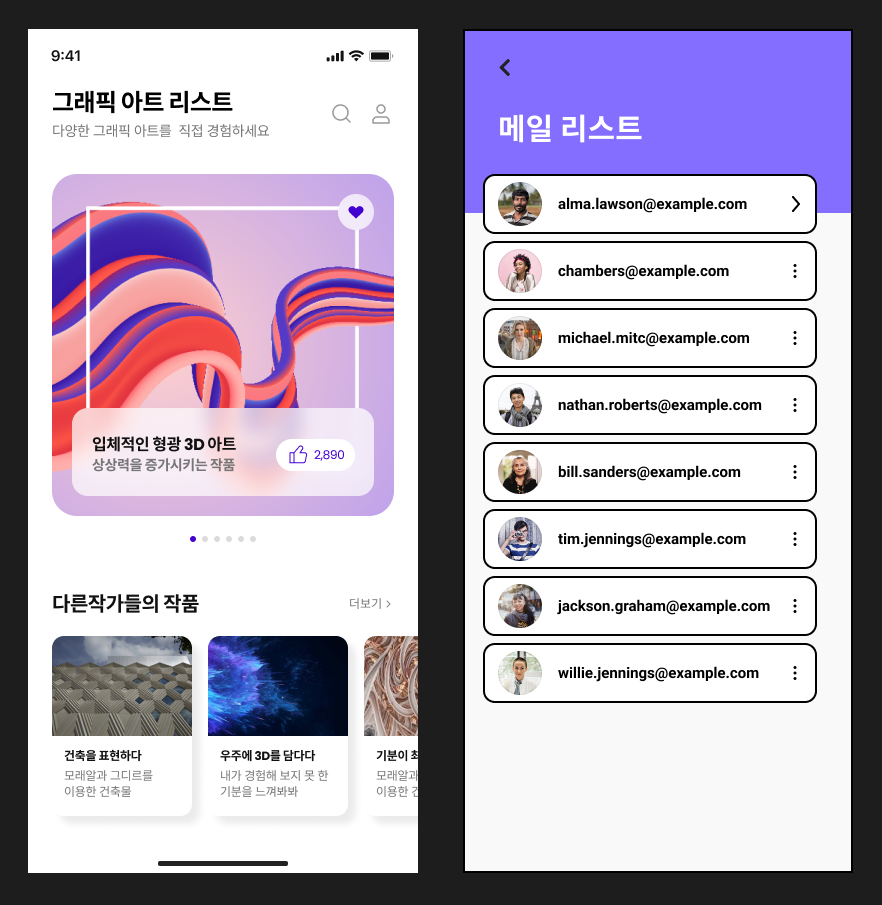 9:41
그래픽 아트 리스트
다양한 그래픽 아트를 직접 경험하세요
입체적인 형광 3D 아트
상상력을 증가시키는 작품
2,890
다른작가들의 작품
더보기
건축을 표현하다
모래알과 그디르를
이용한 건축물
우주에 3D를 담다다
내가 경험해 보지 못 한
기분을 느껴봐봐
기분이 최
모래알과
이용한 건
메일 리스트
alma.lawson@example.com
chambers@example.com
michael.mitc@example.com
nathan.roberts@example.com
bill.sanders@example.com
tim.jennings@example.com
jackson.graham@example.com
willie.jennings@example.com